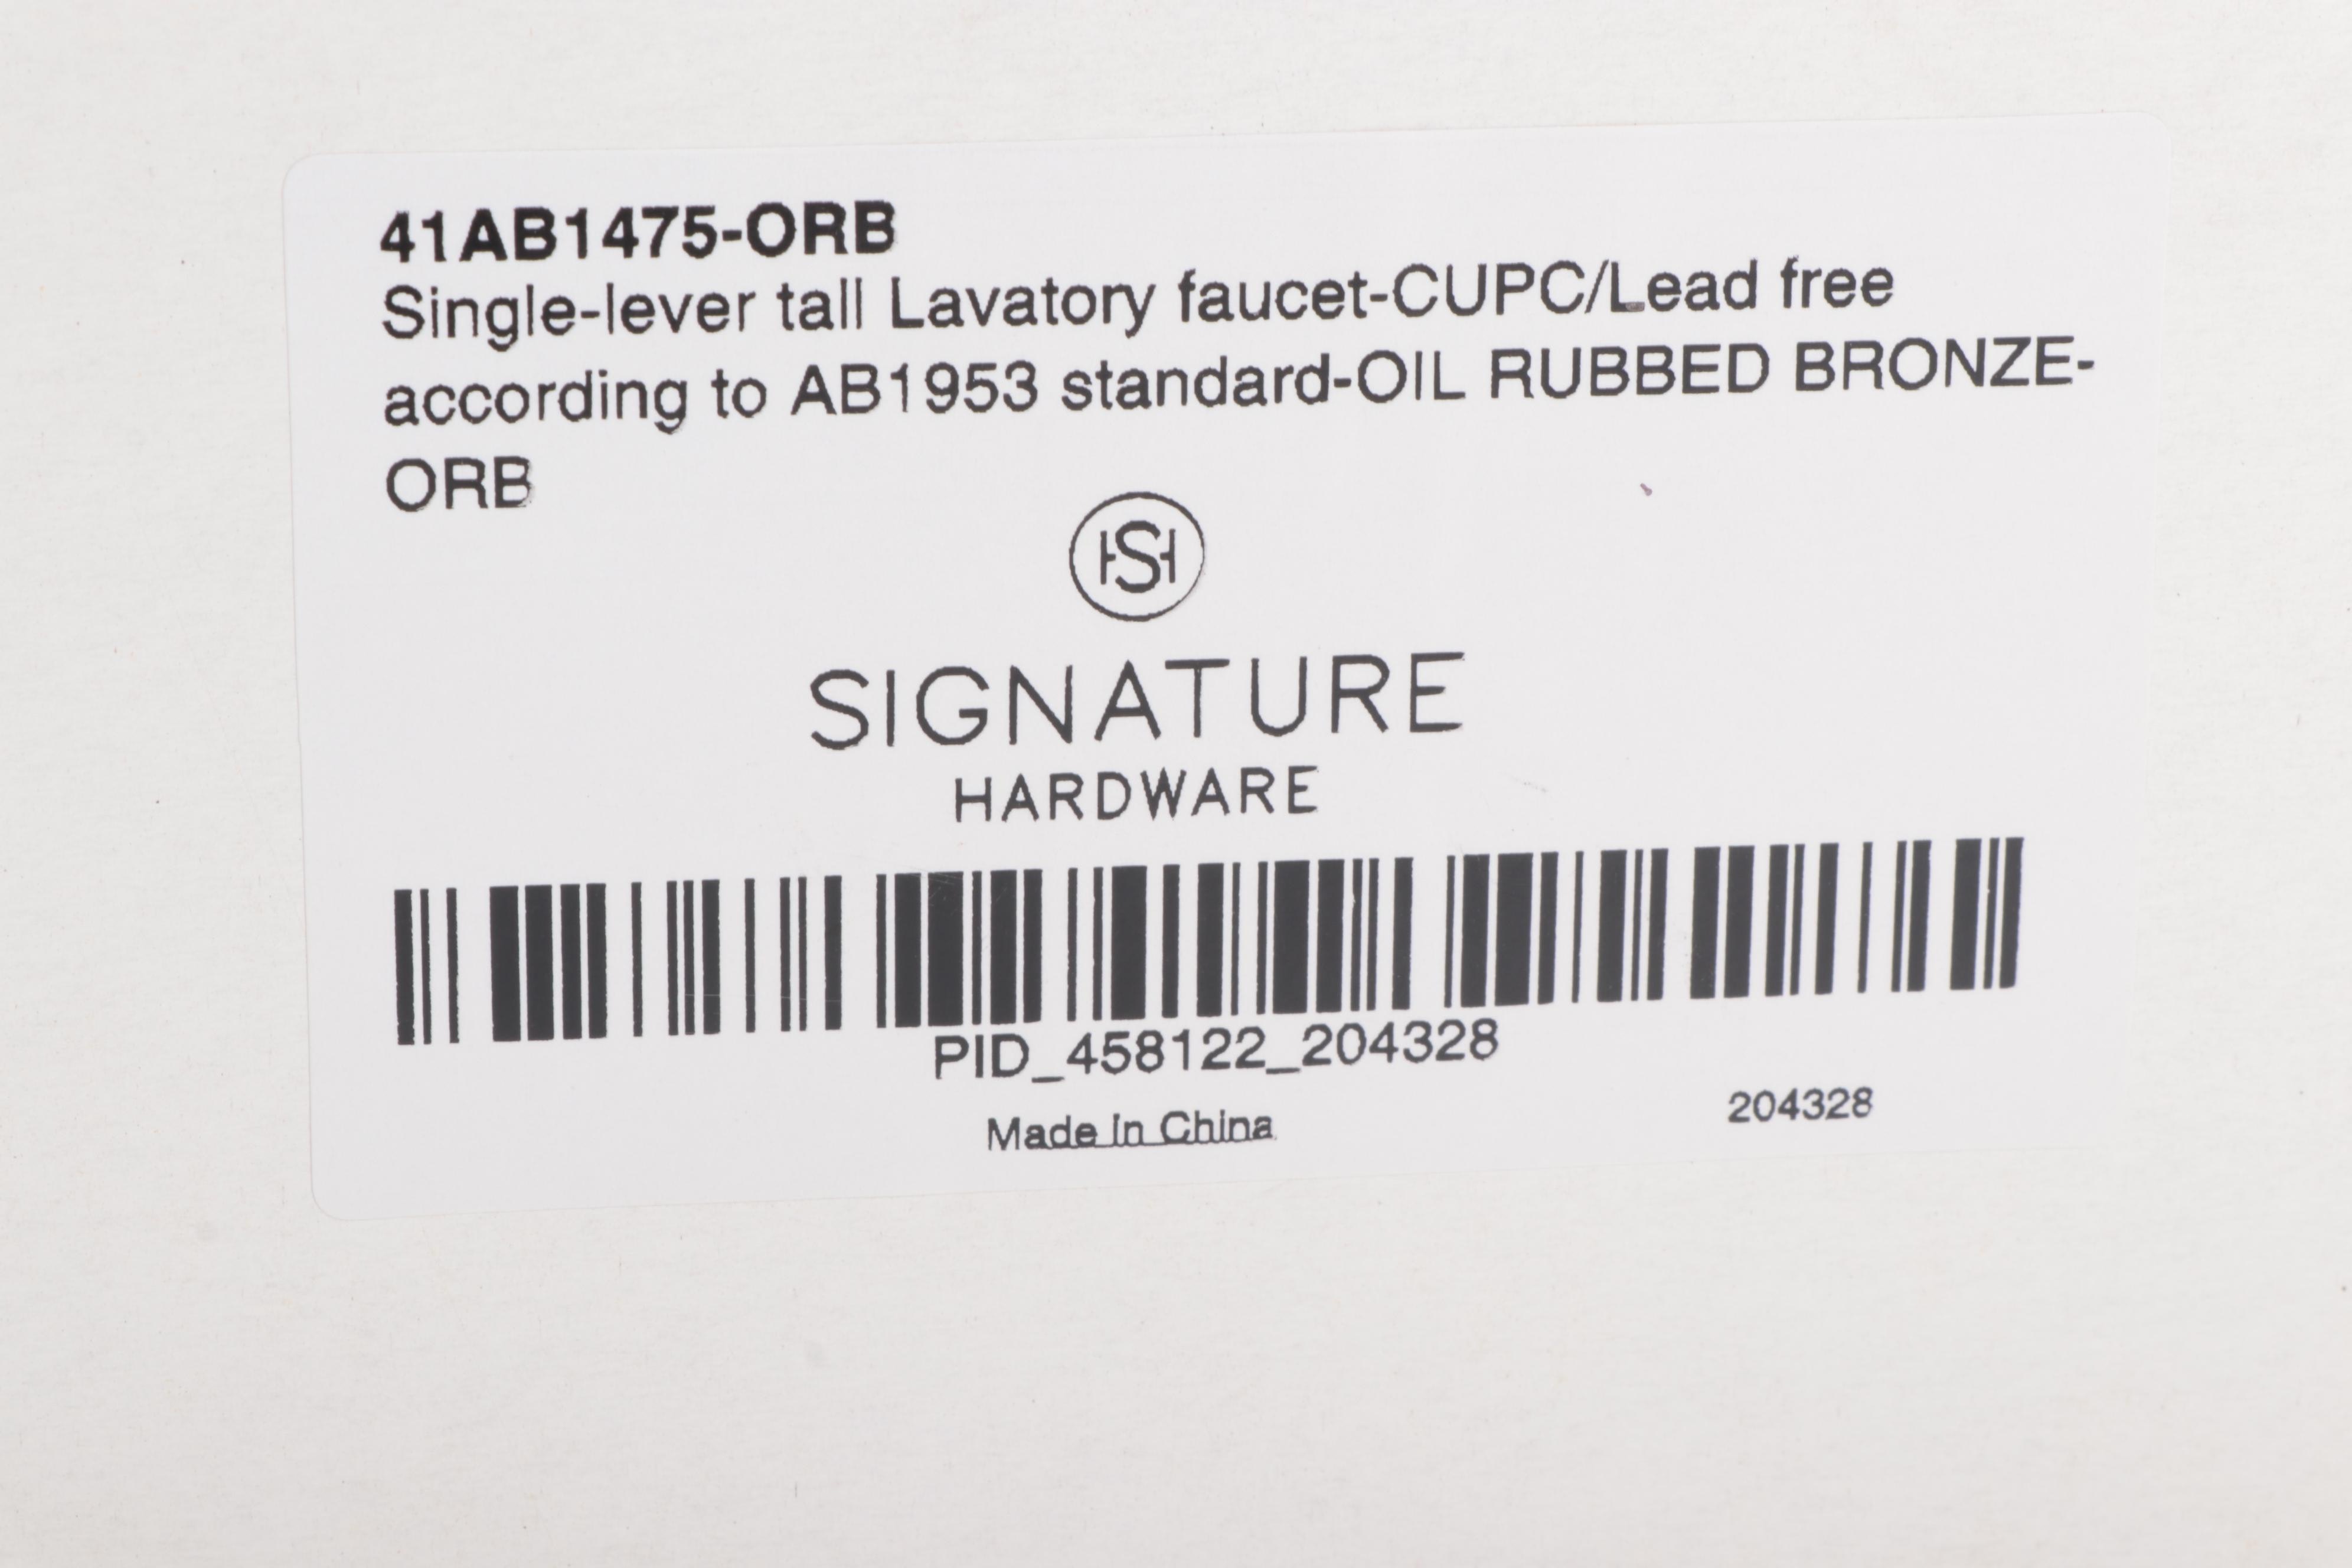 41AB1475-ORB
Single-lever tall Lavatory faucet-CUPC/Lead free
according to AB1953 standard-OIL RUBBED BRONZE-
ORB
HSH
SIGNATURE
HARDWARE
PID_458122_204328
Made in China
204328